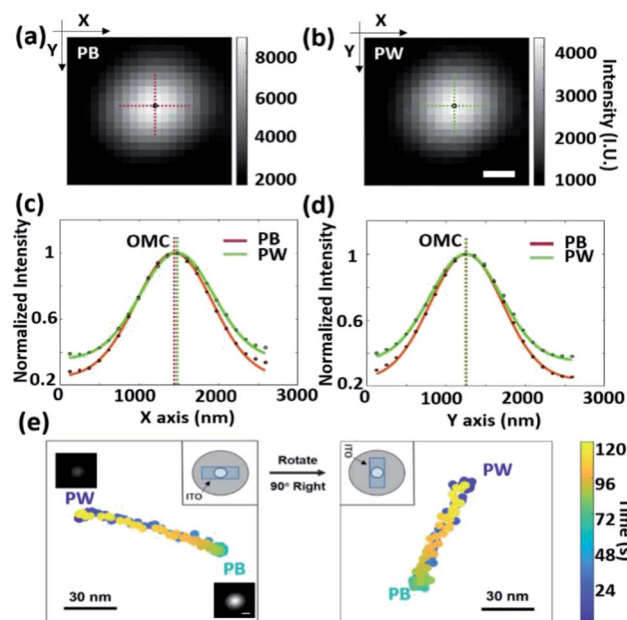 (a)
X
Y
PB
8000
6000
4000
2000
(b)
X
Y
PW
4000
3000
2000
1000
Intensity (I.U.)
(c)
OMC
PB
PW
Normalized Intensity
1
0.6
0.2
0
1000
2000
3000
X axis (nm)
(d)
OMC
PB
PW
Normalized Intensity
1
0.6
0.2
0
1000
2000
3000
Y axis (nm)
(e)
PW
PB
ITO
30 nm
Rotate
90° Right
ITO
PW
PB
30 nm
120
96
72
48
24
Time (s)